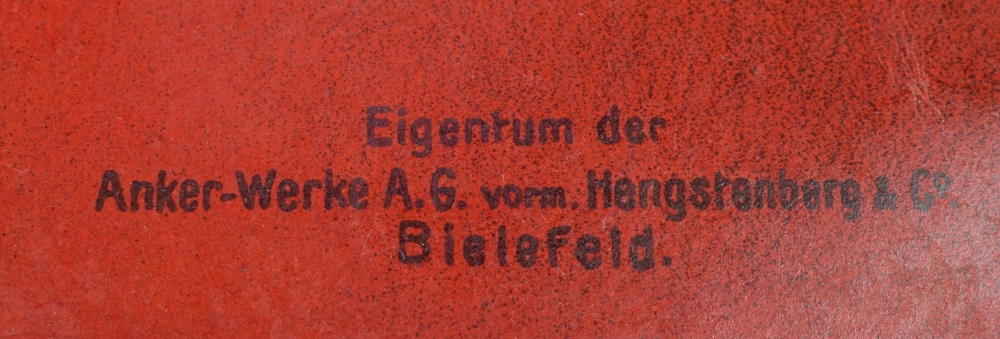 Eigentum der
Anker-Werke A.G. vorm. Hengstenberg & Co.
Bielefeld.